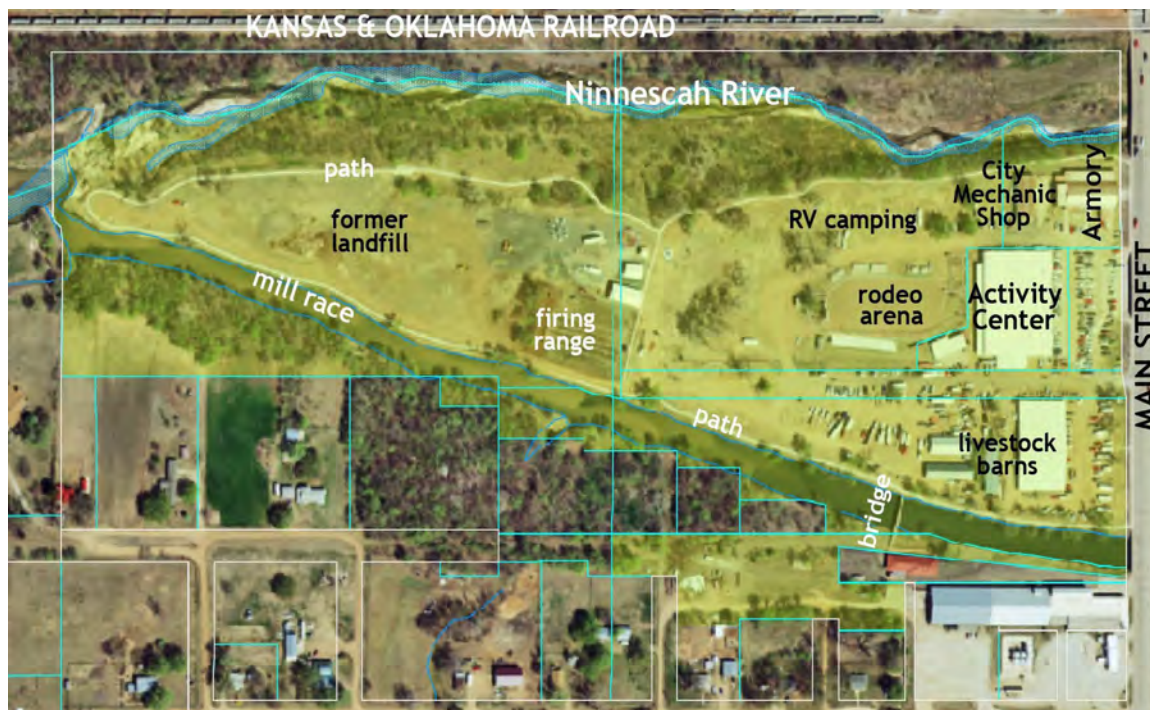 KANSAS & OKLAHOMA RAILROAD
Ninnescah River
path
former
landfill
mill race
firing
range
RV camping
City
Mechanic
Shop
Armory
rodeo
arena
Activity
Center
MAIN STREET
path
livestock
barns
bridge